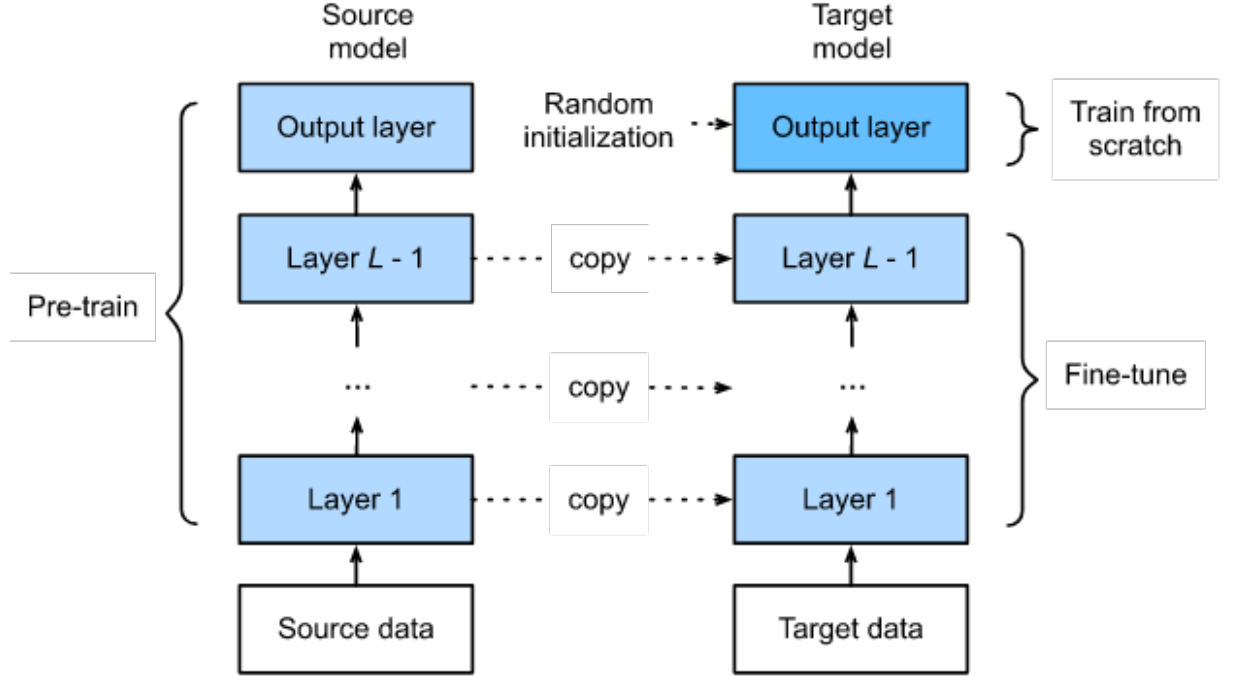 Source
model
Target
model
Output layer
Random
initialization
Output layer
Train from
scratch
Layer L - 1
copy
Layer L - 1
Pre-train
...
copy
...
Fine-tune
Layer 1
copy
Layer 1
Source data
Target data